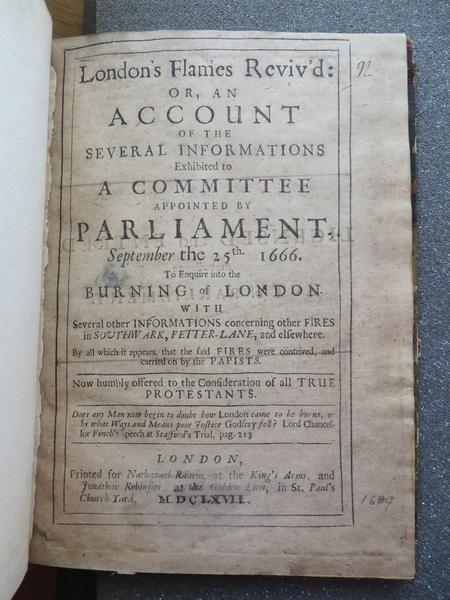 London's Flames Reviv'd:
OR, AN
ACCOUNT
OF THE
SEVERAL INFORMATIONS
Exhibited to
A COMMITTEE
APPOINTED BY
PARLIAMENT,
September the 25th. 1666.
To Enquire into the
BURNING of LONDON.
WITH
Several other INFORMATIONS concerning other FIRES
in SOUTHWARK, FETTER-LANE, and elsewhere.
By all which it appears, that the said FIRES were contrived, and
carried on by the PAPISTS.
Now humbly offered to the Consideration of all TRUE
PROTESTANTS.
Does any Man now begin to doubt how London came to be burnt, or
by what Ways and Means poor Justice Godfrey fell? Lord Chancel-
lor Finch's Speech at Stafford's Trial, pag. 213
LONDON,
Printed for Nathanael Ranew, at the King's Arms, and
Jonathan Robinson, at the Golden Lion, in St. Paul's
Church-Yard,
92
1689